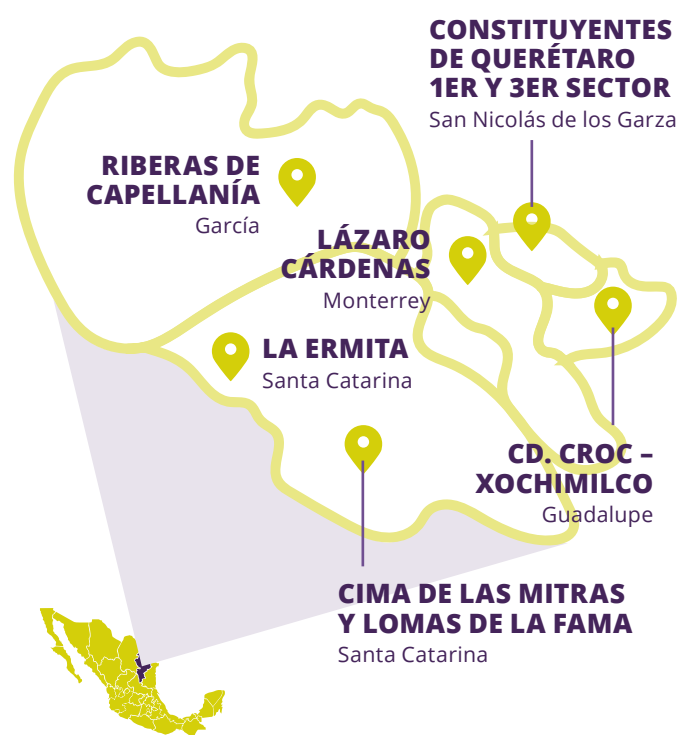 CONSTITUYENTES
DE QUERÉTARO
1ER Y 3ER SECTOR
San Nicolás de los Garza
RIBERAS DE
CAPELLANÍA
García
LÁZARO
CÁRDENAS
Monterrey
LA ERMITA
Santa Catarina
CD. CROC –
XOCHIMILCO
Guadalupe
CIMA DE LAS MITRAS
Y LOMAS DE LA FAMA
Santa Catarina